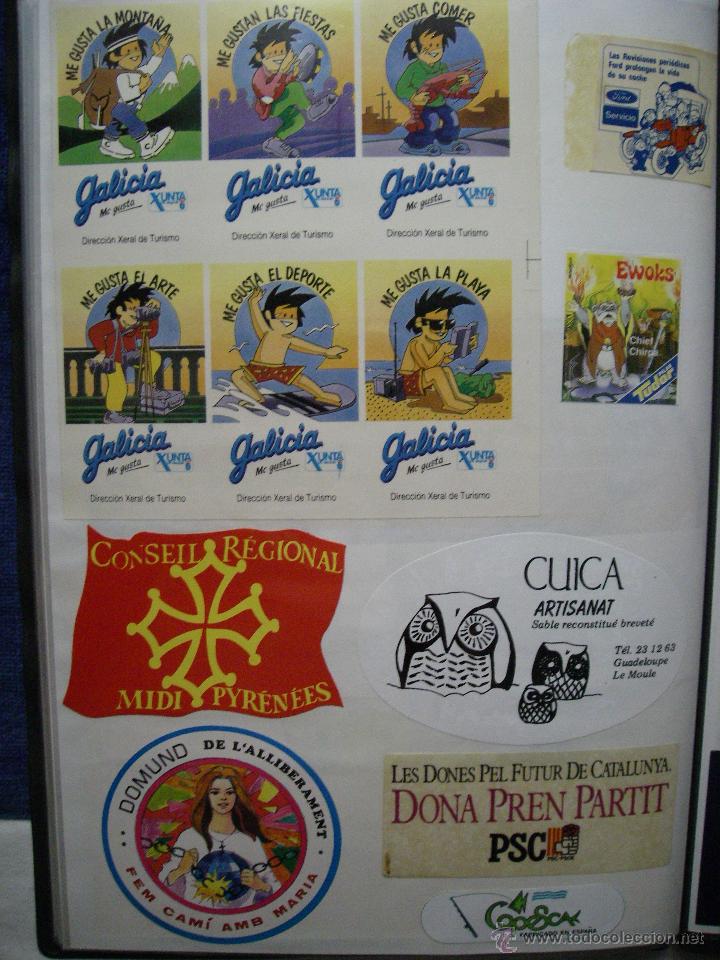 ME GUSTA LA MONTAÑA
galicia
Me gusta
XUNTA
Dirección Xeral de Turismo
ME GUSTAN LAS FIESTAS
galicia
Me gusta
XUNTA
Dirección Xeral de Turismo
ME GUSTA COMER
galicia
Me gusta
XUNTA
Dirección Xeral de Turismo
Las Revisiones periódicas
Ford prolongan la vida
de su coche
Ford
Servicio
ME GUSTA EL ARTE
galicia
Me gusta
XUNTA
Dirección Xeral de Turismo
ME GUSTA EL DEPORTE
galicia
Me gusta
XUNTA
Dirección Xeral de Turismo
ME GUSTA LA PLAYA
galicia
Me gusta
XUNTA
Dirección Xeral de Turismo
Ewoks
Chief
Chirpa
Tudor
CONSEIL RÉGIONAL
MIDI PYRÉNÉES
CUICA
ARTISANAT
Sable reconstitué breveté
Tél. 23 12 63
Guadeloupe
Le Moule
DOMUND DE L'ALLIBERAMENT
FEM CAMÍ AMB MARIA
LES DONES PEL FUTUR DE CATALUNYA.
DONA PREN PARTIT
PSC
PSC-PSOE
FABRICADO EN ESPAÑA
© www.todocoleccion.net